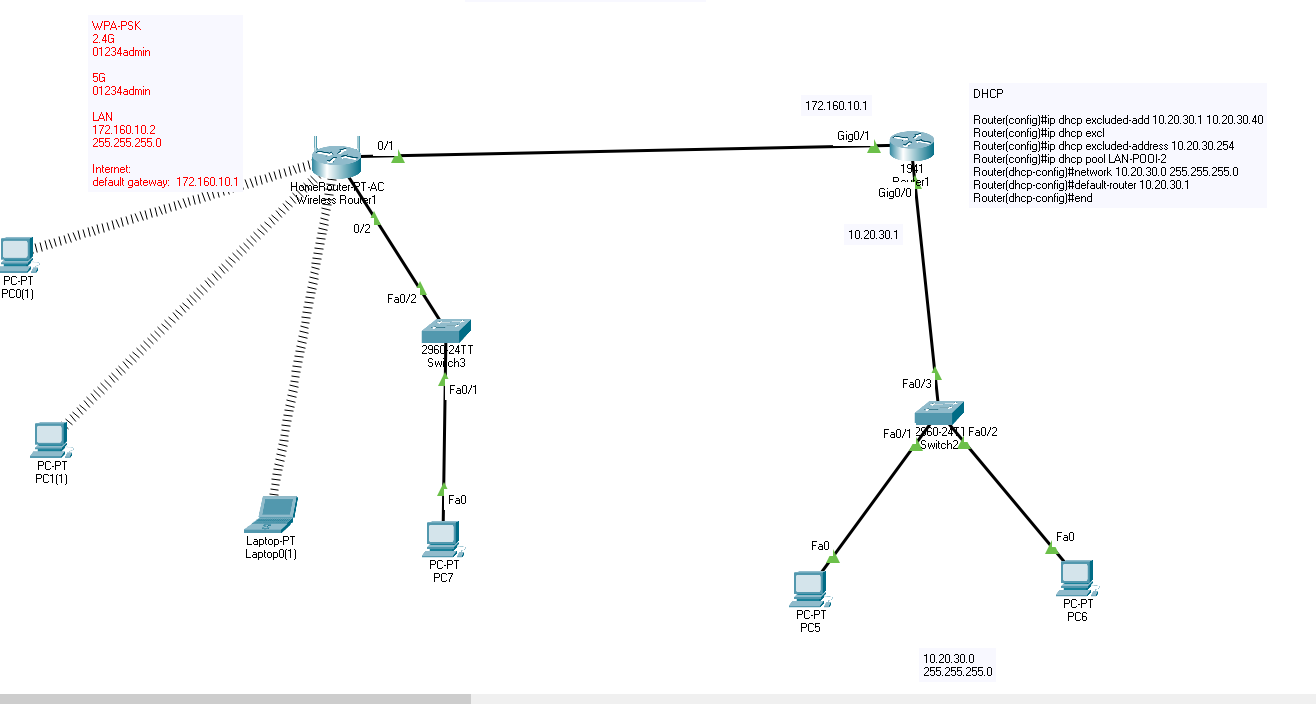 WPA-PSK
2.4G
01234admin
5G
01234admin
LAN
172.160.10.2
255.255.255.0
Internet:
default gateway: 172.160.10.1
0/1
HomeRouter-PT-AC
Wireless Router1
0/2
172.160.10.1
Gig0/1
1941
Router1
Gig0/0
10.20.30.1
DHCP
Router(config)#ip dhcp excluded-add 10.20.30.1 10.20.30.40
Router(config)#ip dhcp excl
Router(config)#ip dhcp excluded-address 10.20.30.254
Router(config)#ip dhcp pool LAN-POOl-2
Router(dhcp-config)#network 10.20.30.0 255.255.255.0
Router(dhcp-config)#default-router 10.20.30.1
Router(dhcp-config)#end
PC-PT
PC0(1)
Fa0/2
2960-24TT
Switch3
Fa0/1
PC-PT
PC1(1)
Laptop-PT
Laptop0(1)
Fa0
PC-PT
PC7
Fa0/3
Fa0/1
2960-24TT
Fa0/2
Switch2
Fa0
PC-PT
PC5
Fa0
PC-PT
PC6
10.20.30.0
255.255.255.0